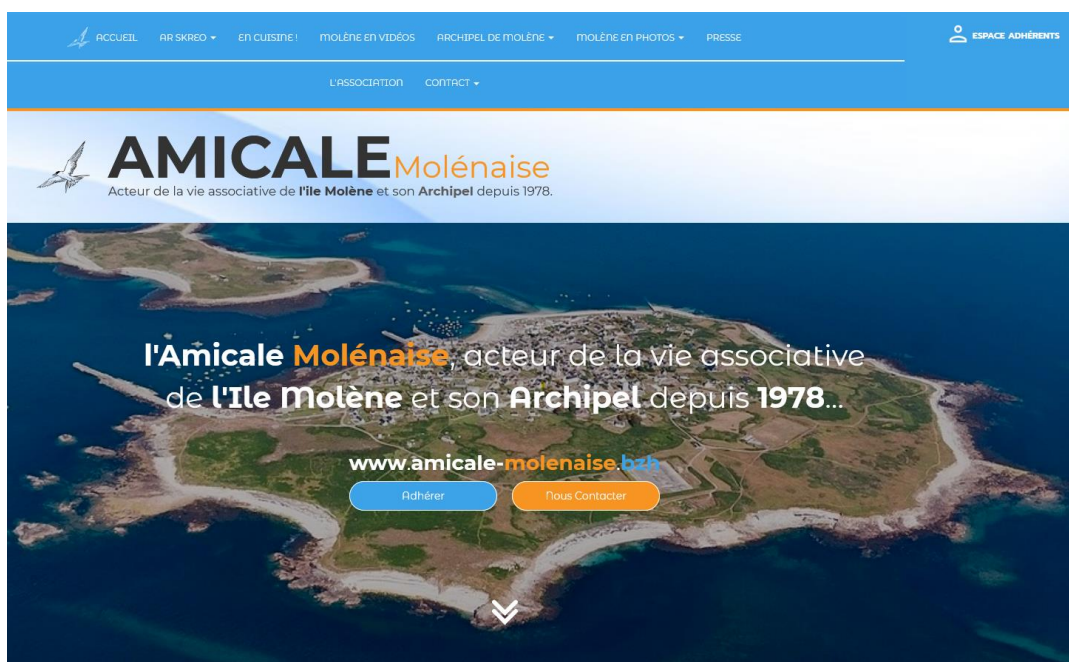 ACCUEIL AR SKREO EN CUISINE ! MOLÈNE EN VIDÉOS ARCHIPEL DE MOLÈNE MOLÈNE EN PHOTOS PRESSE
ESPACE ADHÉRENTS
L'ASSOCIATION CONTACT
AMICALE Molénaise
Acteur de la vie associative de l'île Molène et son Archipel depuis 1978.
l'Amicale Molénaise, acteur de la vie associative
de l'Ile Molène et son Archipel depuis 1978...
www.amicale-molenaise.bzh
Adhérer Nous Contacter